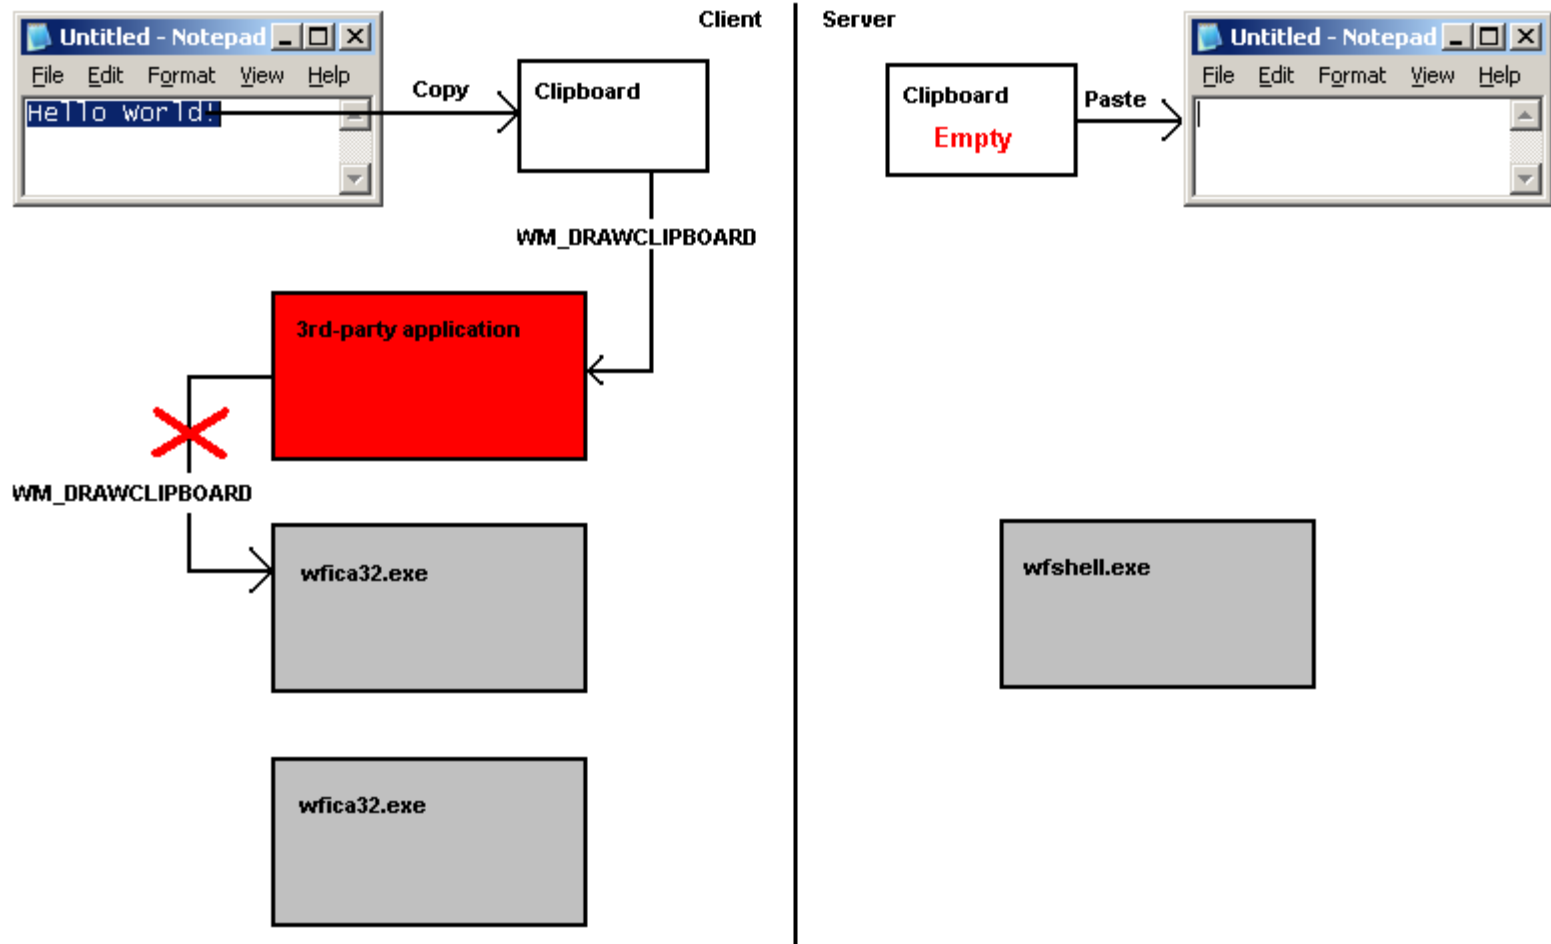 Client
Server
Untitled - Notepad
File Edit Format View Help
Hello world!
Copy
Clipboard
Clipboard
Empty
Paste
Untitled - Notepad
File Edit Format View Help
WM_DRAWCLIPBOARD
3rd-party application
WM_DRAWCLIPBOARD
wfica32.exe
wfshell.exe
wfica32.exe